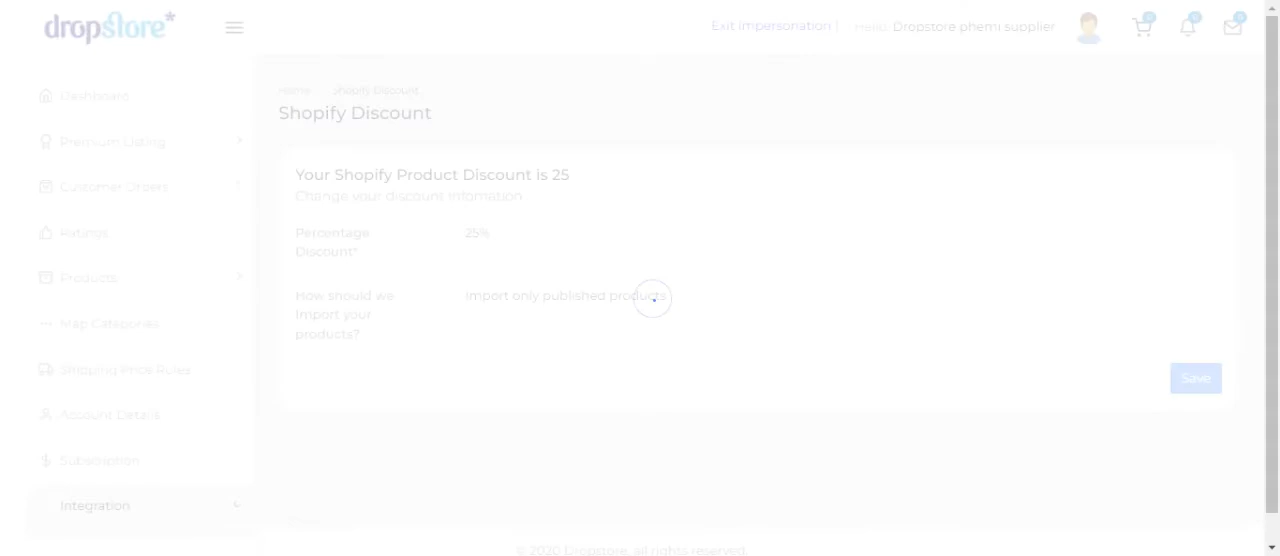 dropstore*
Exit Impersonation | Hello, Dropstore phemi supplier
Home Shopify Discount
Shopify Discount
Dashboard
Premium Listing
Customer Orders
Ratings
Products
Map Categories
Shipping Price Rules
Account Details
Subscription
Integration
Your Shopify Product Discount is 25
Change your discount infomation
Percentage 25%
Discount*
How should we Import only published products
Import your
products?
Save
© 2020 Dropstore, all rights reserved.